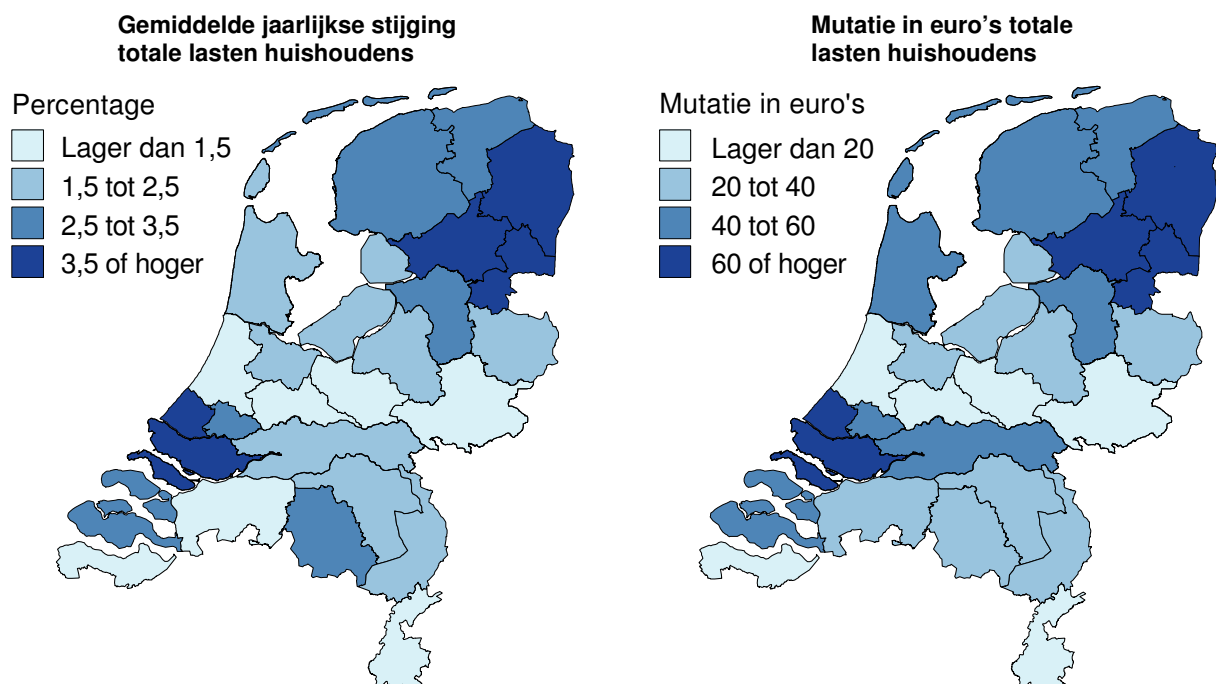 Gemiddelde jaarlijkse stijging
totale lasten huishoudens
Percentage
Lager dan 1,5
1,5 tot 2,5
2,5 tot 3,5
3,5 of hoger
Mutatie in euro’s totale
lasten huishoudens
Mutatie in euro's
Lager dan 20
20 tot 40
40 tot 60
60 of hoger